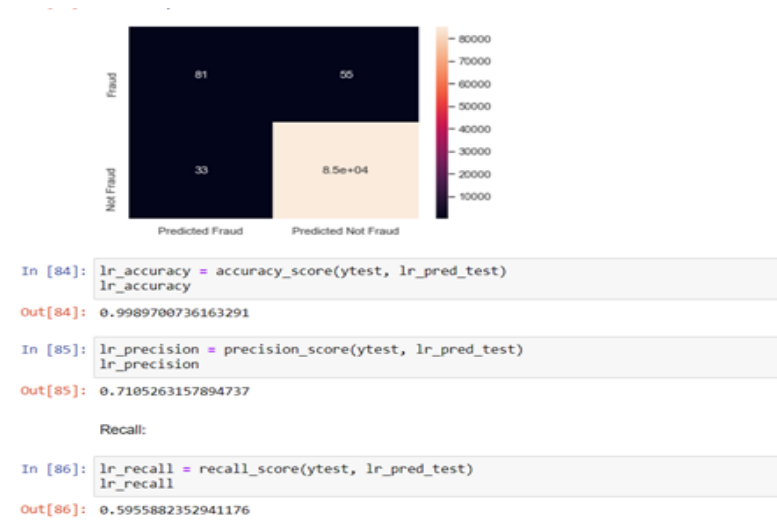 80000
70000
Fraud
81
55
60000
50000
40000
30000
Not Fraud
33
8.5e+04
20000
10000
Predicted Fraud
Predicted Not Fraud
In [84]: lr_accuracy = accuracy_score(ytest, lr_pred_test)
lr_accuracy
Out[84]: 0.9989700736163291
In [85]: lr_precision = precision_score(ytest, lr_pred_test)
lr_precision
Out[85]: 0.7105263157894737
Recall:
In [86]: lr_recall = recall_score(ytest, lr_pred_test)
lr_recall
Out[86]: 0.5955882352941176